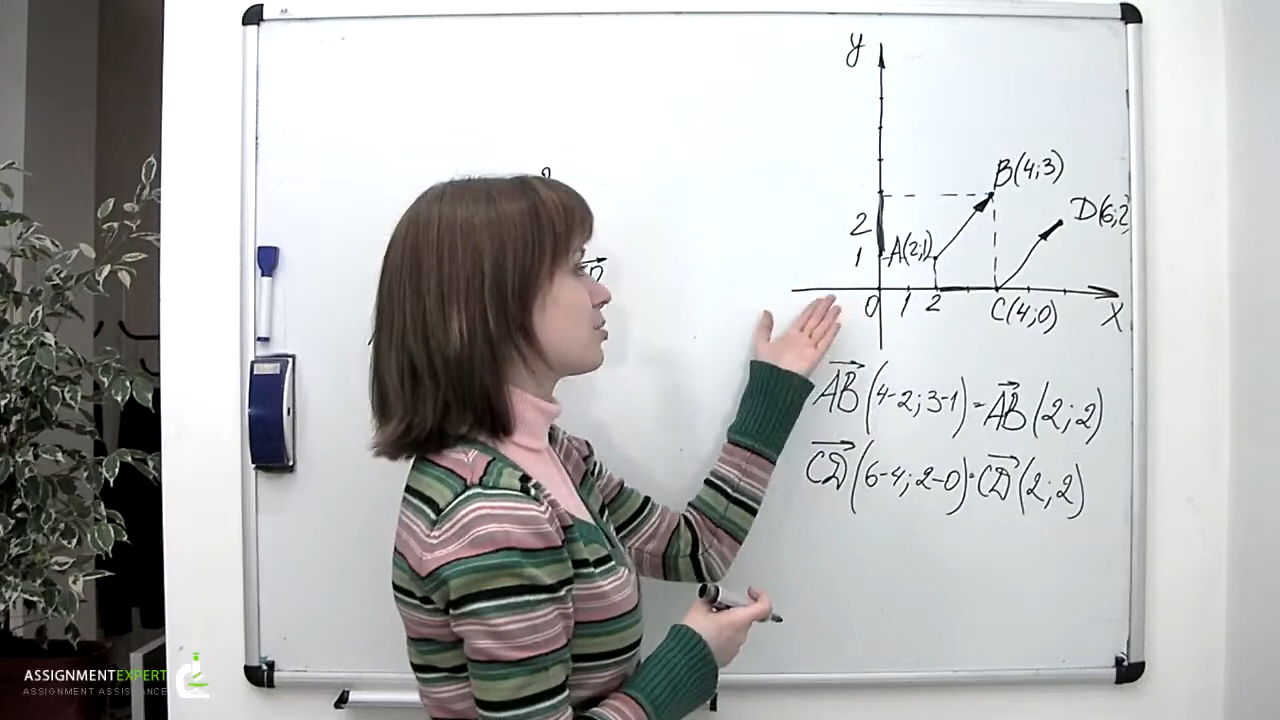 y
B(4;3)
D(6;2)
2
A(2;1)
1
0 1 2 C(4;0) X
AB(4-2;3-1)=AB(2;2)
CD(6-4;2-0)=CD(2;2)
ASSIGNMENTEXPERT
ASSIGNMENT ASSISTANCE